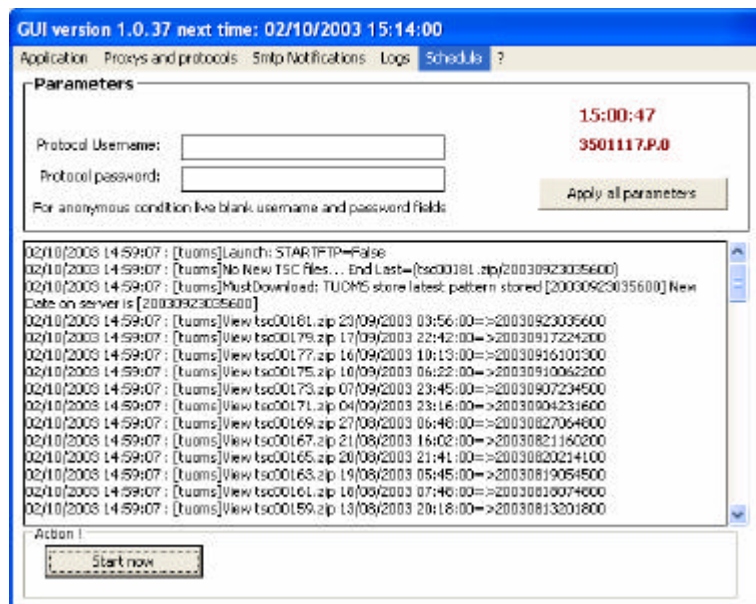 GUI version 1.0.37 next time: 02/10/2003 15:14:00
Application Proxys and protocols Smtp Notifications Logs Schedule ?
Parameters
15:00:47
Protocol Username:
3501117.P.0
Protocol password:
Apply all parameters
For anonymous condition live blank username and password fields
02/10/2003 14:59:07 : [tuoms]Launch: STARTFTP=False
02/10/2003 14:59:07 : [tuoms]No New TSC files... End Last=(tsc00181.zip/20030923035600)
02/10/2003 14:59:07 : [tuoms]MustDownload: TUOMS store latest pattern stored [20030923035600] New
Date on server is [20030923035600]
02/10/2003 14:59:07 : [tuoms]View tsc00181.zip 23/09/2003 03:56:00=>20030923035600
02/10/2003 14:59:07 : [tuoms]View tsc00179.zip 17/09/2003 22:42:00=>20030917224200
02/10/2003 14:59:07 : [tuoms]View tsc00177.zip 16/09/2003 10:13:00=>20030916101300
02/10/2003 14:59:07 : [tuoms]View tsc00175.zip 10/09/2003 06:22:00=>20030910062200
02/10/2003 14:59:07 : [tuoms]View tsc00173.zip 07/09/2003 23:45:00=>20030907234500
02/10/2003 14:59:07 : [tuoms]View tsc00171.zip 04/09/2003 23:16:00=>20030904231600
02/10/2003 14:59:07 : [tuoms]View tsc00169.zip 27/08/2003 06:48:00=>20030827064800
02/10/2003 14:59:07 : [tuoms]View tsc00167.zip 21/08/2003 16:02:00=>20030821160200
02/10/2003 14:59:07 : [tuoms]View tsc00165.zip 20/08/2003 21:41:00=>20030820214100
02/10/2003 14:59:07 : [tuoms]View tsc00163.zip 19/08/2003 05:45:00=>20030819054500
02/10/2003 14:59:07 : [tuoms]View tsc00161.zip 18/08/2003 07:48:00=>20030818074800
02/10/2003 14:59:07 : [tuoms]View tsc00159.zip 13/08/2003 20:18:00=>20030813201800
Action !
Start now